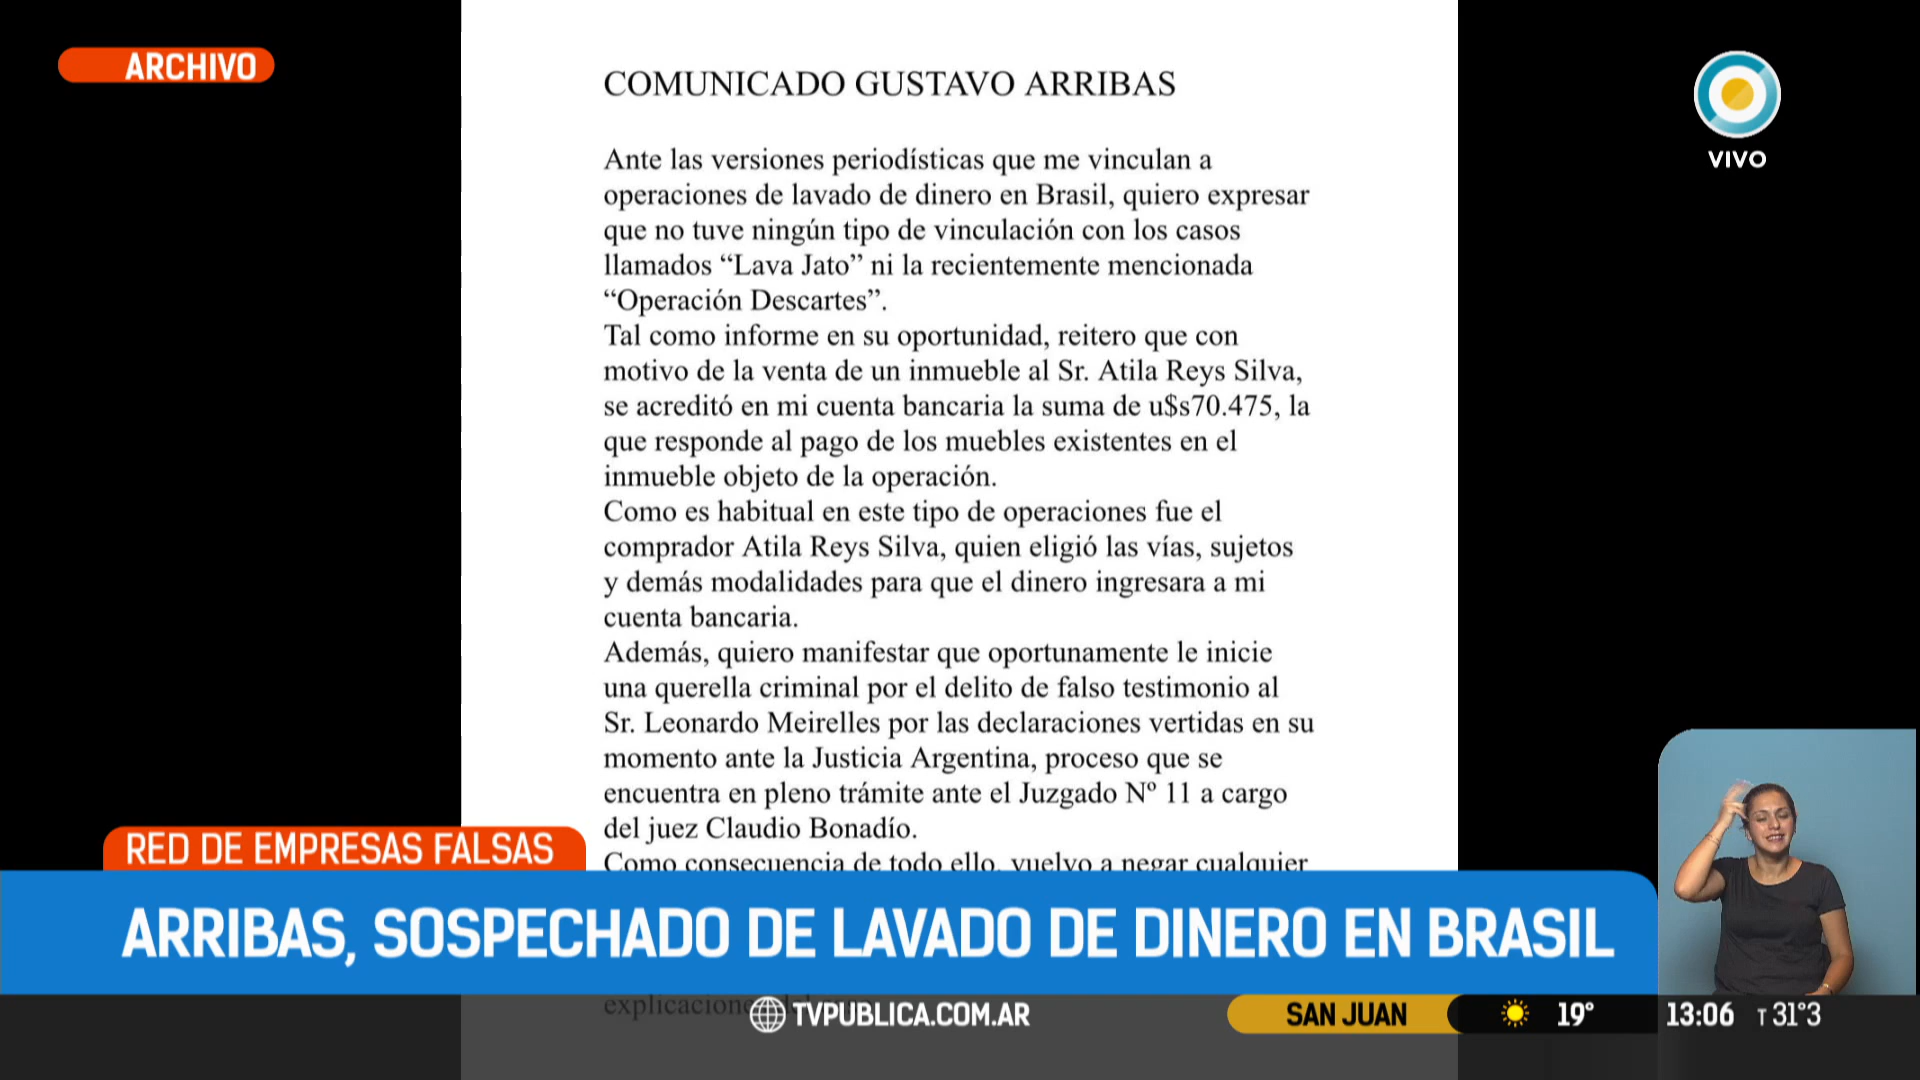 ARCHIVO
VIVO
COMUNICADO GUSTAVO ARRIBAS
Ante las versiones periodísticas que me vinculan a
operaciones de lavado de dinero en Brasil, quiero expresar
que no tuve ningún tipo de vinculación con los casos
llamados “Lava Jato” ni la recientemente mencionada
“Operación Descartes”.
Tal como informe en su oportunidad, reitero que con
motivo de la venta de un inmueble al Sr. Atila Reys Silva,
se acreditó en mi cuenta bancaria la suma de u$s70.475, la
que responde al pago de los muebles existentes en el
inmueble objeto de la operación.
Como es habitual en este tipo de operaciones fue el
comprador Atila Reys Silva, quien eligió las vías, sujetos
y demás modalidades para que el dinero ingresara a mi
cuenta bancaria.
Además, quiero manifestar que oportunamente le inicie
una querella criminal por el delito de falso testimonio al
Sr. Leonardo Meirelles por las declaraciones vertidas en su
momento ante la Justicia Argentina, proceso que se
encuentra en pleno trámite ante el Juzgado Nº 11 a cargo
del juez Claudio Bonadío.
Como consecuencia de todo ello, vuelvo a negar cualquier
RED DE EMPRESAS FALSAS
ARRIBAS, SOSPECHADO DE LAVADO DE DINERO EN BRASIL
TVPUBLICA.COM.AR
SAN JUAN 19° 13:06 T 31°3